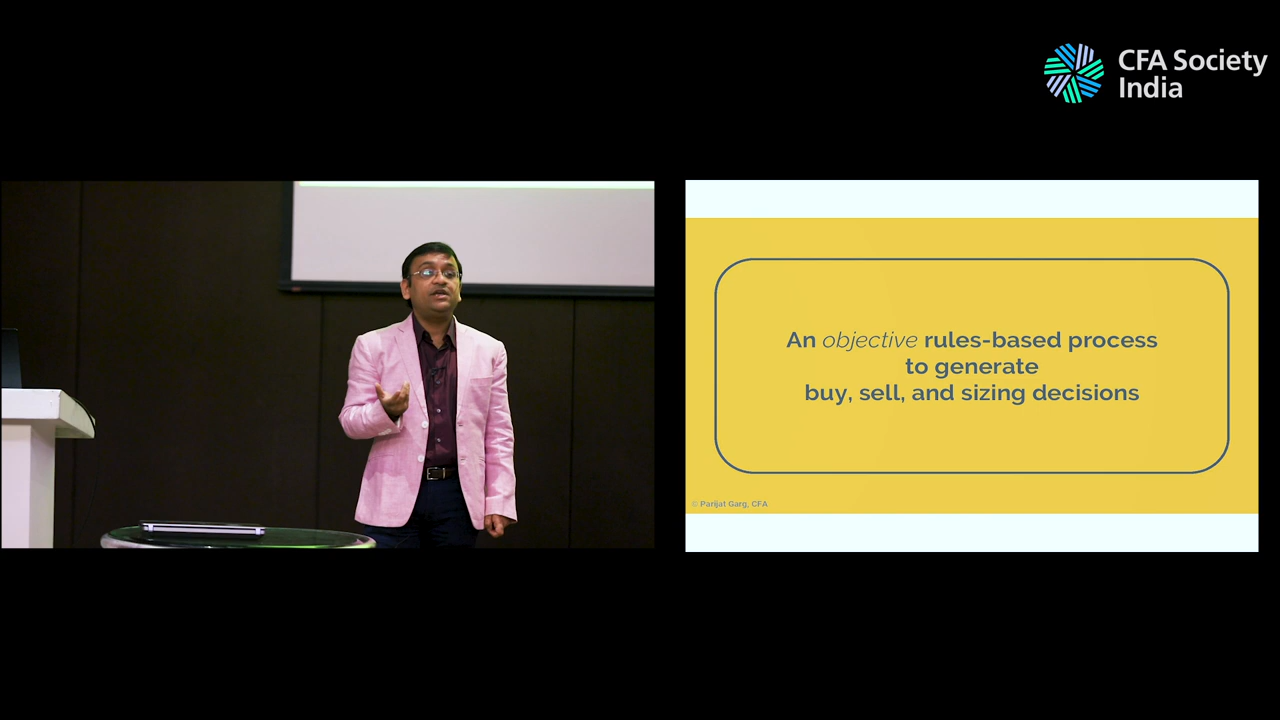 CFA Society
India
An objective rules-based process
to generate
buy, sell, and sizing decisions
© Parijat Garg, CFA